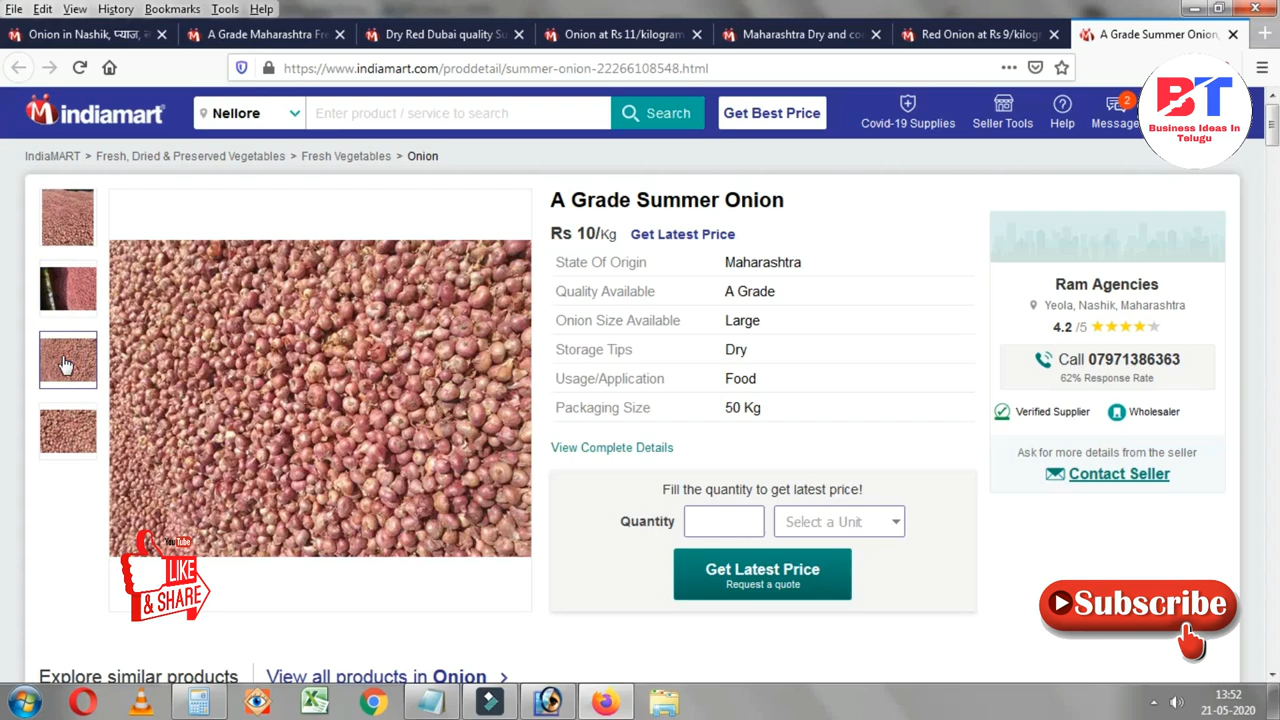 File Edit View History Bookmarks Tools Help
Onion in Nashik, प्याज,
A Grade Maharashtra Fre
Dry Red Dubai quality Su
Onion at Rs 11/kilogram
Maharashtra Dry and co
Red Onion at Rs 9/kilogr
A Grade Summer Onion,
https://www.indiamart.com/proddetail/summer-onion-22266108548.html
indiamart
Nellore
Enter product / service to search
Search
Get Best Price
Covid-19 Supplies
Seller Tools
Help
2
Message
BT
Business Ideas In
Telugu
IndiaMART > Fresh, Dried & Preserved Vegetables > Fresh Vegetables > Onion
A Grade Summer Onion
Rs 10/Kg Get Latest Price
State Of Origin Maharashtra
Quality Available A Grade
Onion Size Available Large
Storage Tips Dry
Usage/Application Food
Packaging Size 50 Kg
View Complete Details
Fill the quantity to get latest price!
Quantity Select a Unit
Get Latest Price
Request a quote
Ram Agencies
Yeola, Nashik, Maharashtra
4.2 /5
Call 07971386363
62% Response Rate
Verified Supplier Wholesaler
Ask for more details from the seller
Contact Seller
YouTube
LIKE
& SHARE
Subscribe
Explore similar products View all products in Onion >
13:52
21-05-2020